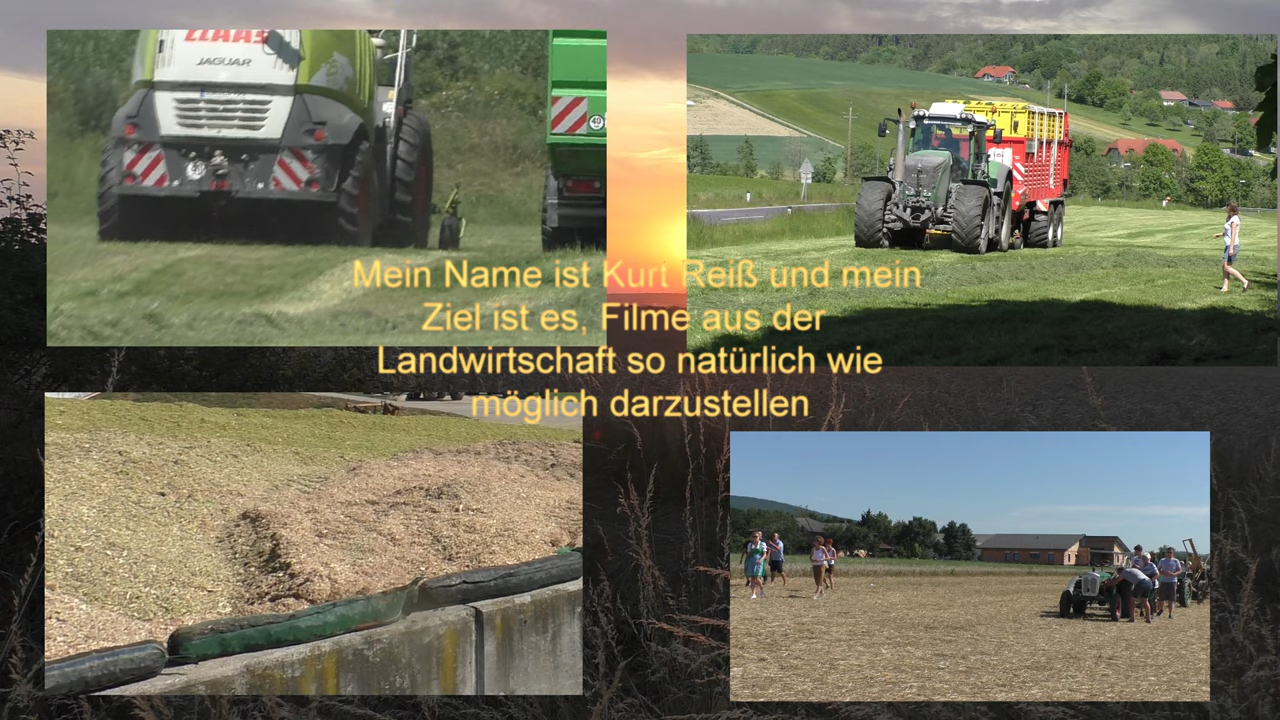 CLAAS
JAGUAR
40
Mein Name ist Kurt Reiß und mein
Ziel ist es, Filme aus der
Landwirtschaft so natürlich wie
möglich darzustellen